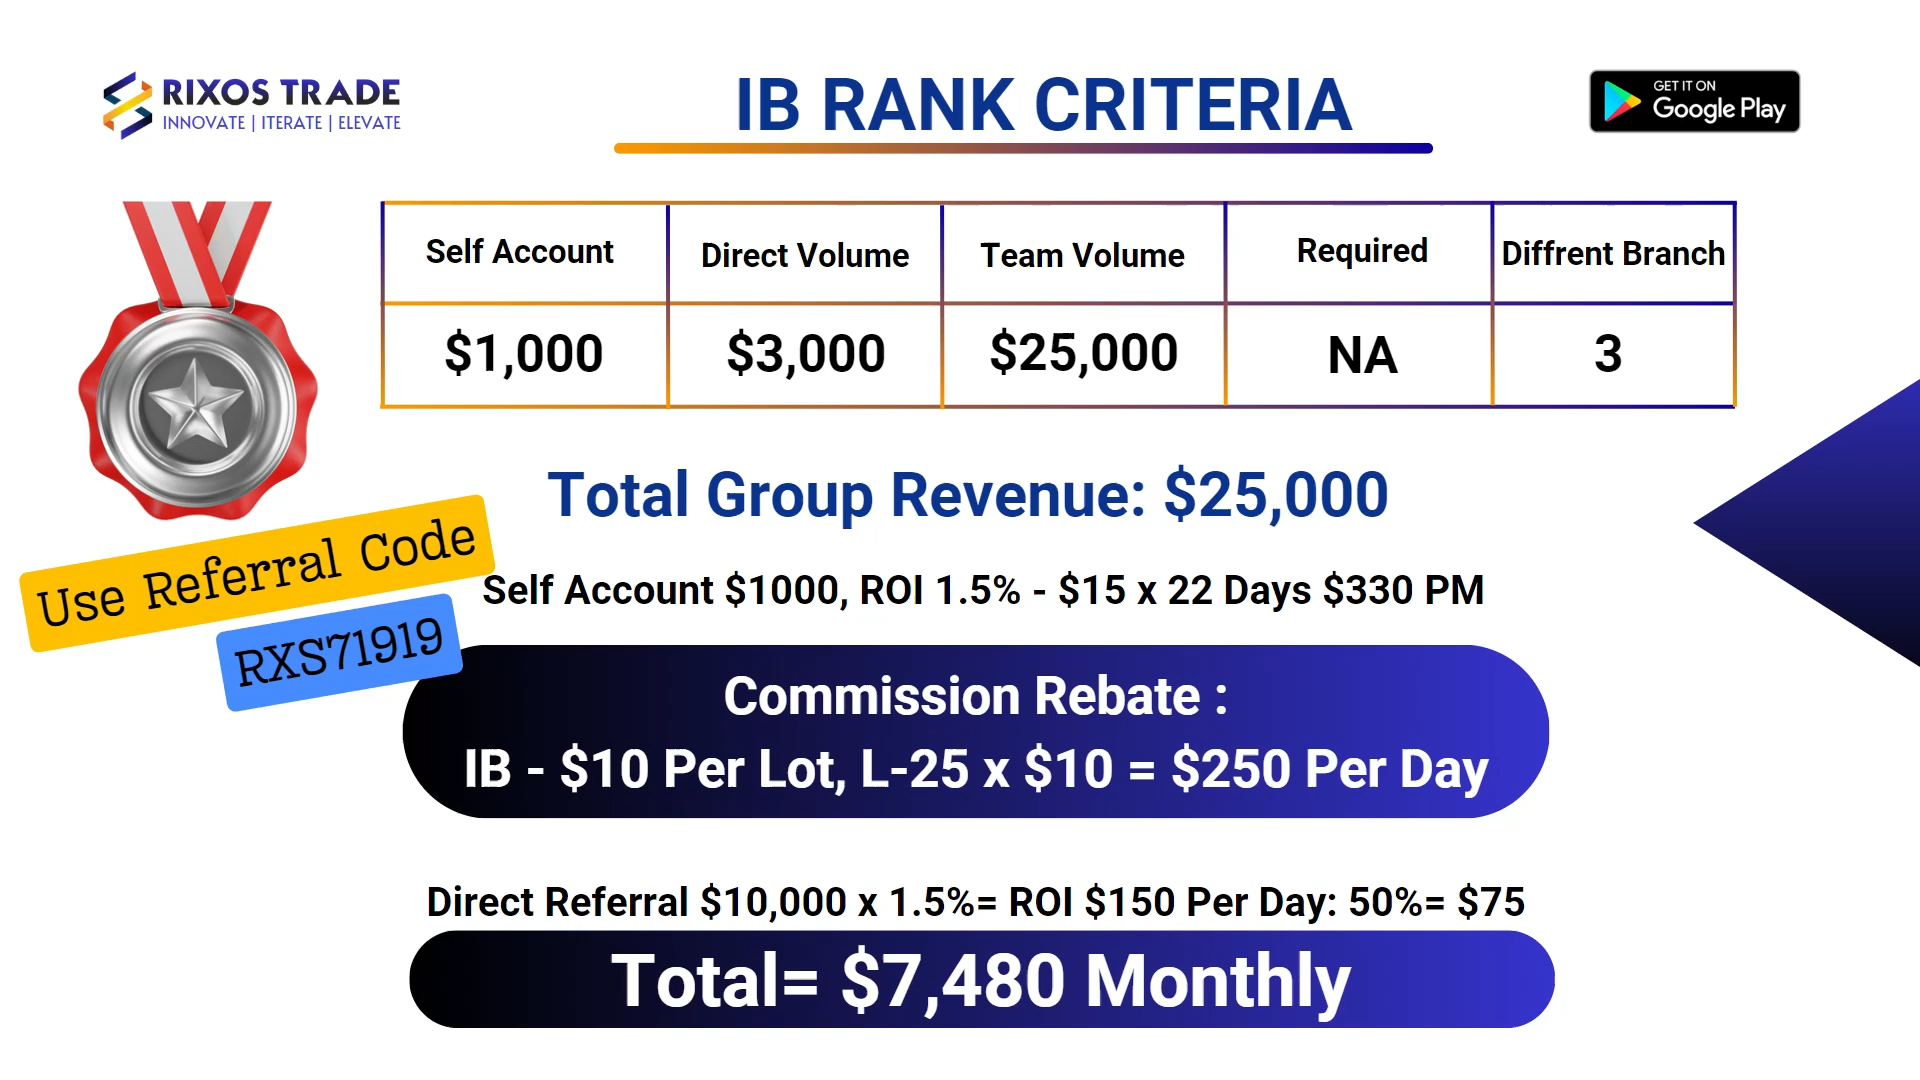 RIXOS TRADE
INNOVATE | ITERATE | ELEVATE
IB RANK CRITERIA
GET IT ON
Google Play
Self Account Direct Volume Team Volume Required Diffrent Branch
$1,000 $3,000 $25,000 NA 3
Total Group Revenue: $25,000
Use Referral Code
RXS71919
Self Account $1000, ROI 1.5% - $15 x 22 Days $330 PM
Commission Rebate :
IB - $10 Per Lot, L-25 x $10 = $250 Per Day
Direct Referral $10,000 x 1.5%= ROI $150 Per Day: 50%= $75
Total= $7,480 Monthly